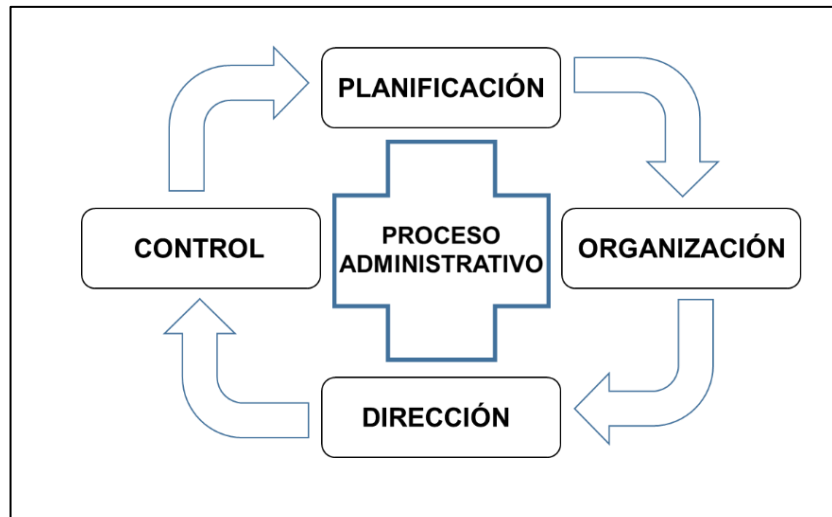 PLANIFICACIÓN
CONTROL
PROCESO
ADMINISTRATIVO
ORGANIZACIÓN
DIRECCIÓN